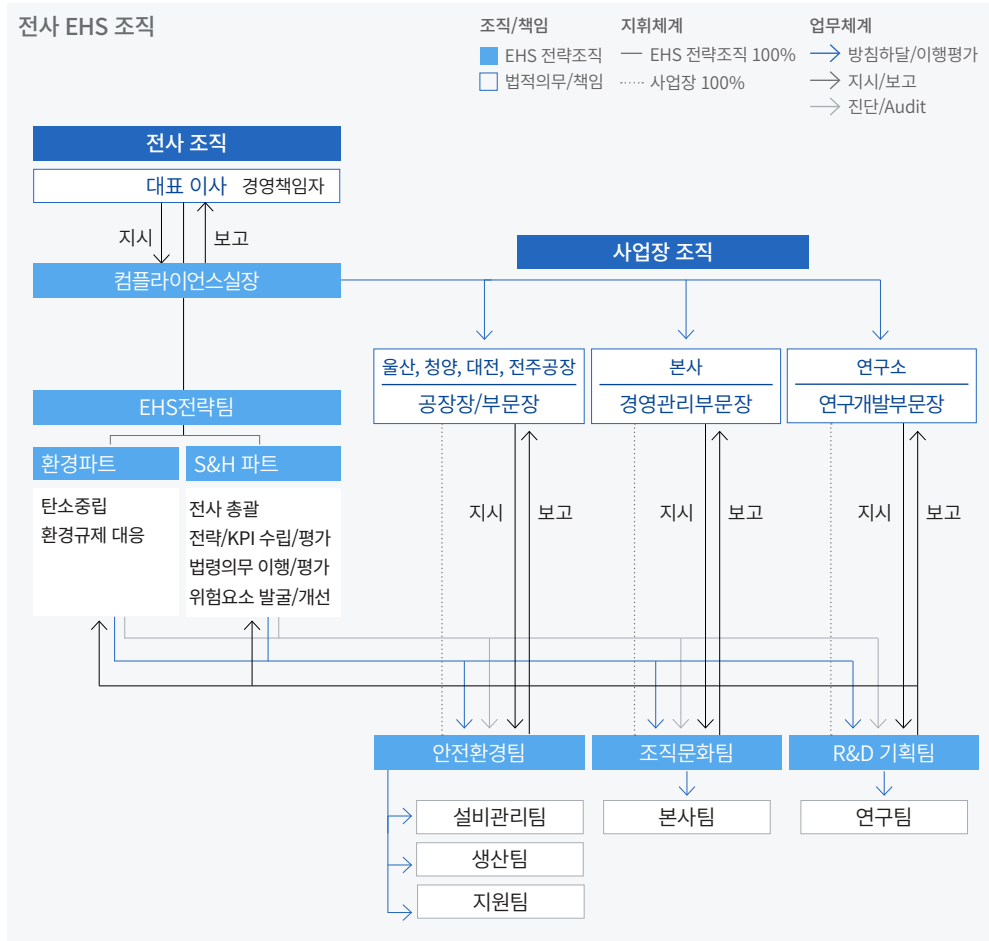 전사 EHS 조직
조직/책임
EHS 전략조직
법적의무/책임
지휘체계
EHS 전략조직 100%
사업장 100%
업무체계
방침하달/이행평가
지시/보고
진단/Audit
전사 조직
대표 이사 경영책임자
지시
보고
컴플라이언스실장
EHS전략팀
환경파트
탄소중립
환경규제 대응
S&H 파트
전사 총괄
전략/KPI 수립/평가
법령의무 이행/평가
위험요소 발굴/개선
사업장 조직
울산, 청양, 대전, 전주공장
공장장/부문장
본사
경영관리부문장
연구소
연구개발부문장
지시
보고
지시
보고
지시
보고
안전환경팀
설비관리팀
생산팀
지원팀
조직문화팀
본사팀
R&D 기획팀
연구팀